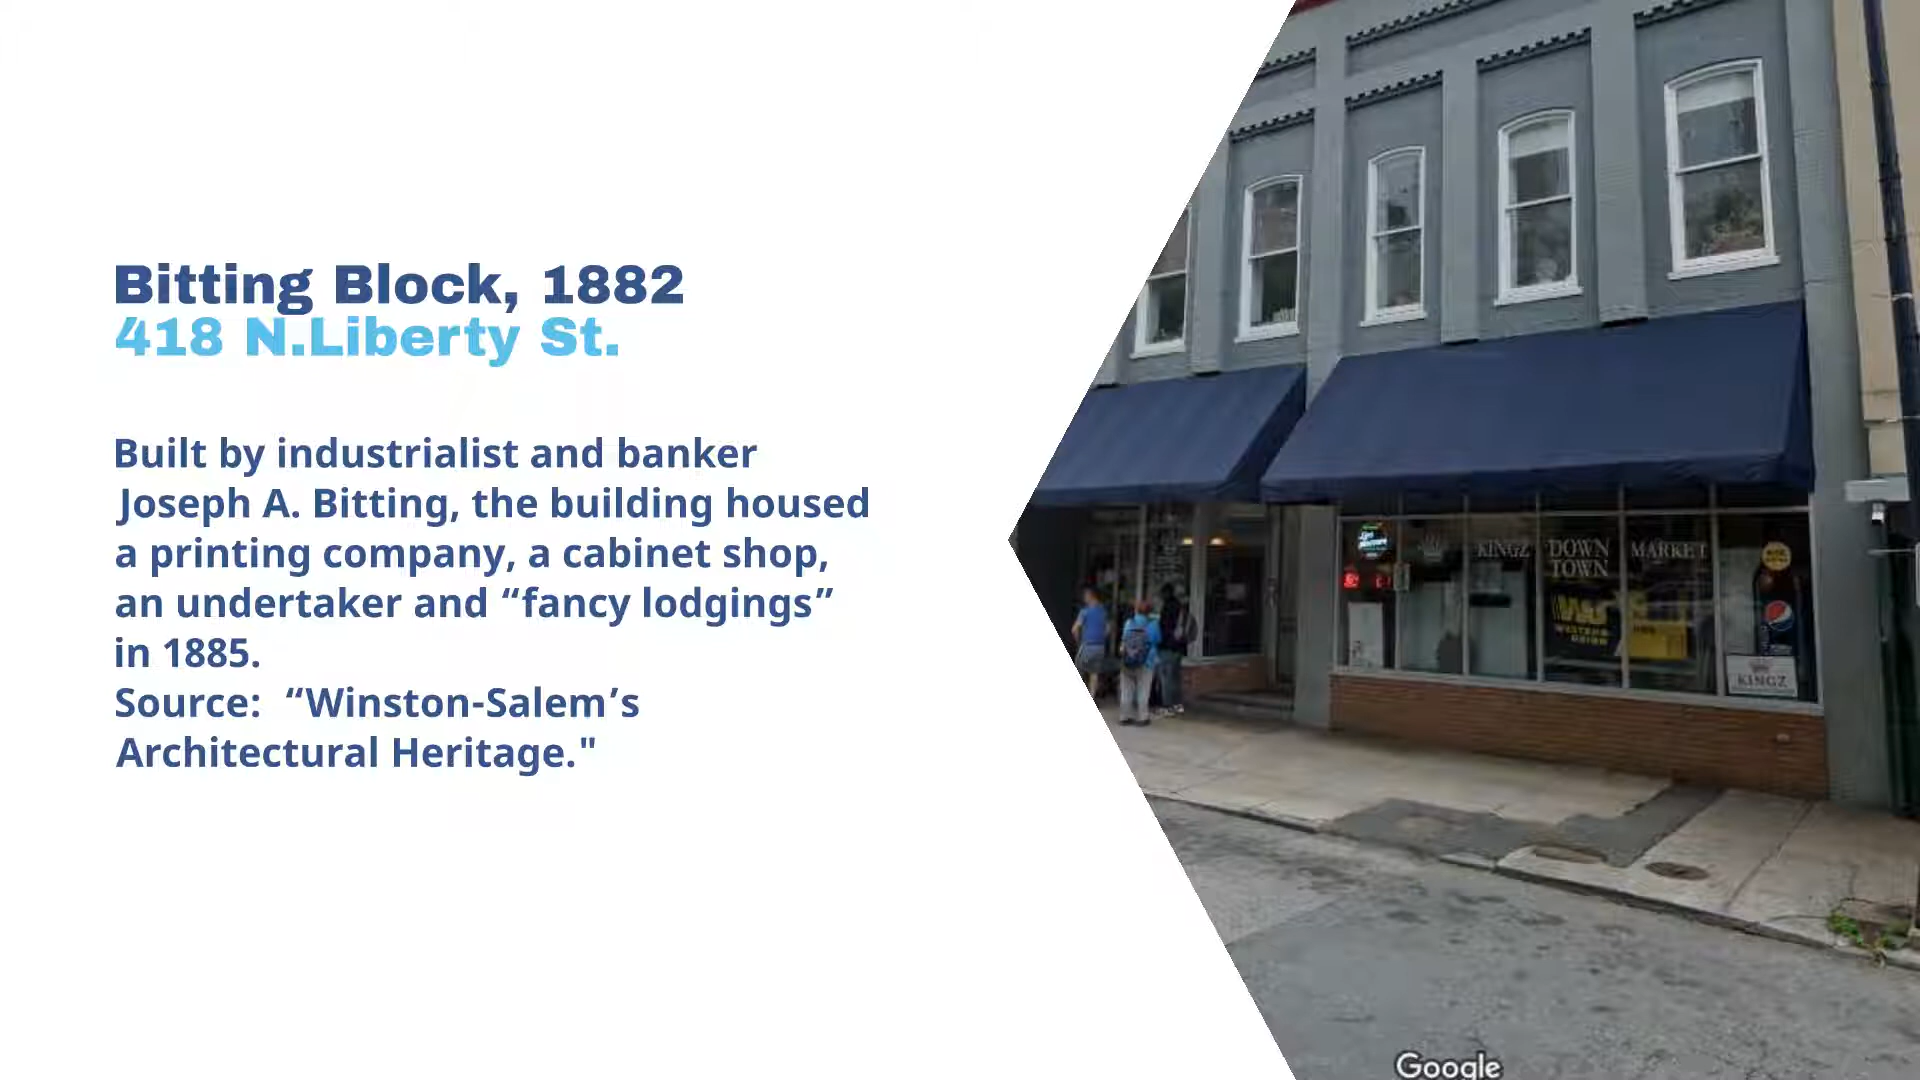 Bitting Block, 1882
418 N.Liberty St.
Built by industrialist and banker
Joseph A. Bitting, the building housed
a printing company, a cabinet shop,
an undertaker and “fancy lodgings”
in 1885.
Source:  “Winston-Salem’s
Architectural Heritage."
KINGZ DOWN TOWN MARKET
WESTERN UNION
KINGZ
Google